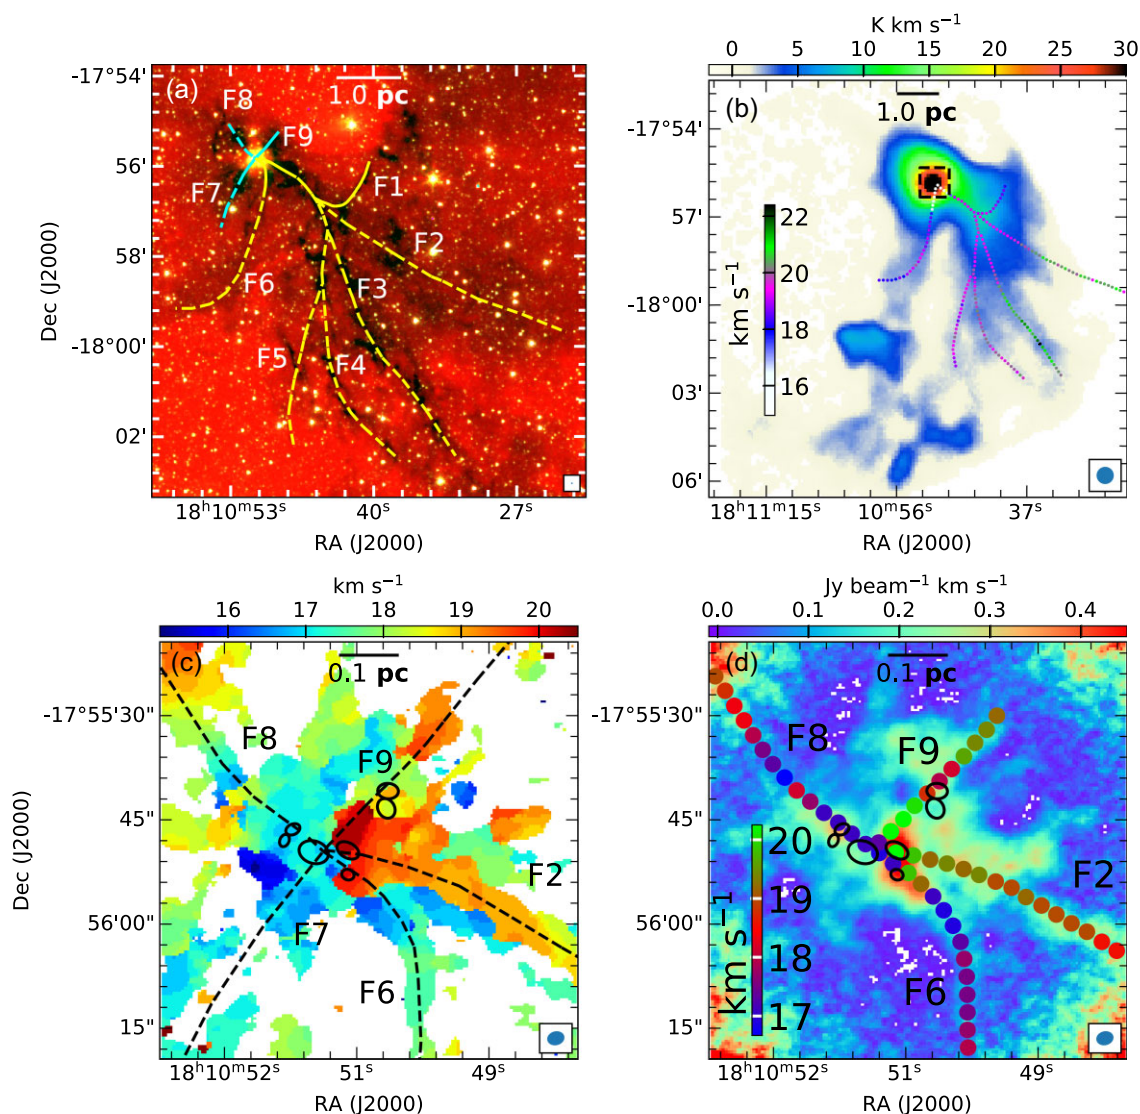 (a)
F8
1.0 pc
F9
F7
F1
F2
F6
F3
F5
F4
-17°54'
56'
58'
-18°00'
02'
Dec (J2000)
18ʰ10ᵐ53ˢ
40ˢ
27ˢ
RA (J2000)
K km s⁻¹
0
5
10
15
20
25
30
(b)
1.0 pc
-17°54'
57'
-18°00'
03'
06'
22
20
18
16
km s⁻¹
18ʰ11ᵐ15ˢ
10ᵐ56ˢ
37ˢ
RA (J2000)
km s⁻¹
16
17
18
19
20
(c)
0.1 pc
F8
F9
F2
F7
F6
-17°55'30"
45"
56'00"
15"
Dec (J2000)
18ʰ10ᵐ52ˢ
51ˢ
49ˢ
RA (J2000)
Jy beam⁻¹ km s⁻¹
0.0
0.1
0.2
0.3
0.4
(d)
0.1 pc
F8
F9
F2
F6
-17°55'30"
45"
56'00"
15"
20
19
18
17
km s⁻¹
18ʰ10ᵐ52ˢ
51ˢ
49ˢ
RA (J2000)